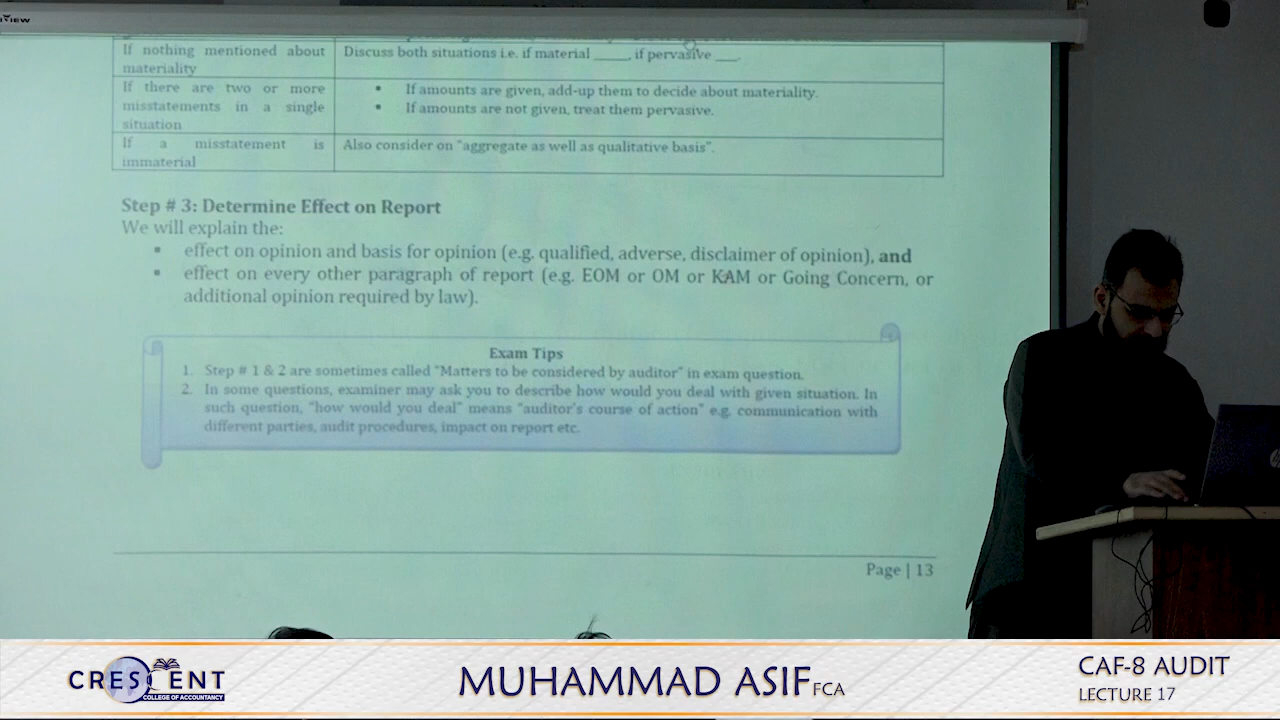 If nothing mentioned about materiality
Discuss both situations i.e. if material ____, if pervasive ___.
If there are two or more misstatements in a single situation
▪ If amounts are given, add-up them to decide about materiality.
▪ If amounts are not given, treat them pervasive.
If a misstatement is immaterial
Also consider on "aggregate as well as qualitative basis".
Step # 3: Determine Effect on Report
We will explain the:
▪ effect on opinion and basis for opinion (e.g. qualified, adverse, disclaimer of opinion), and
▪ effect on every other paragraph of report (e.g. EOM or OM or KAM or Going Concern, or
additional opinion required by law).
Exam Tips
1. Step # 1 & 2 are sometimes called "Matters to be considered by auditor" in exam question.
2. In some questions, examiner may ask you to describe how would you deal with given situation. In
such question, "how would you deal" means "auditor's course of action" e.g. communication with
different parties, audit procedures, impact on report etc.
Page | 13
CRESCENT
COLLEGE OF ACCOUNTANCY
MUHAMMAD ASIF FCA
CAF-8 AUDIT
LECTURE 17